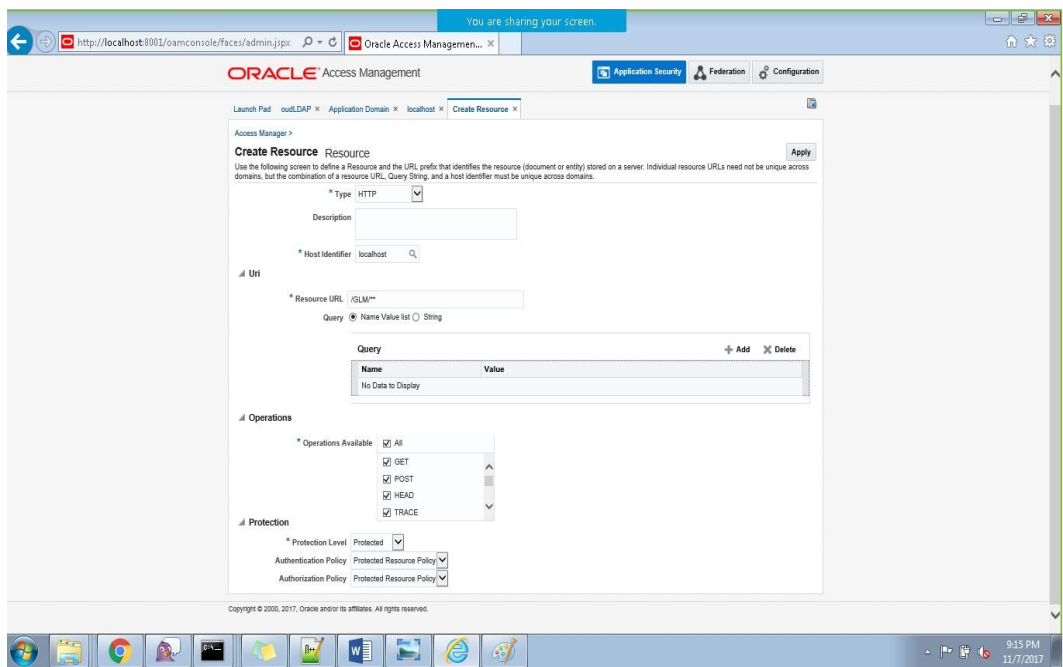 You are sharing your screen.
http://localhost:8001/oamconsole/faces/admin.jspx
Oracle Access Managemen...
ORACLE Access Management
Application Security
Federation
Configuration
Launch Pad oudLDAP × Application Domain × localhost × Create Resource ×
Access Manager >
Create Resource Resource
Apply
Use the following screen to define a Resource and the URL prefix that identifies the resource (document or entity) stored on a server. Individual resource URLs need not be unique across
domains, but the combination of a resource URL, Query String, and a host identifier must be unique across domains.
* Type HTTP
Description
* Host Identifier localhost
Uri
* Resource URL /GLM/**
Query Name Value list String
Query
Add Delete
Name Value
No Data to Display
Operations
* Operations Available All
GET
POST
HEAD
TRACE
Protection
* Protection Level Protected
Authentication Policy Protected Resource Policy
Authorization Policy Protected Resource Policy
Copyright © 2000, 2017, Oracle and/or its affiliates. All rights reserved.
9:15 PM
11/7/2017